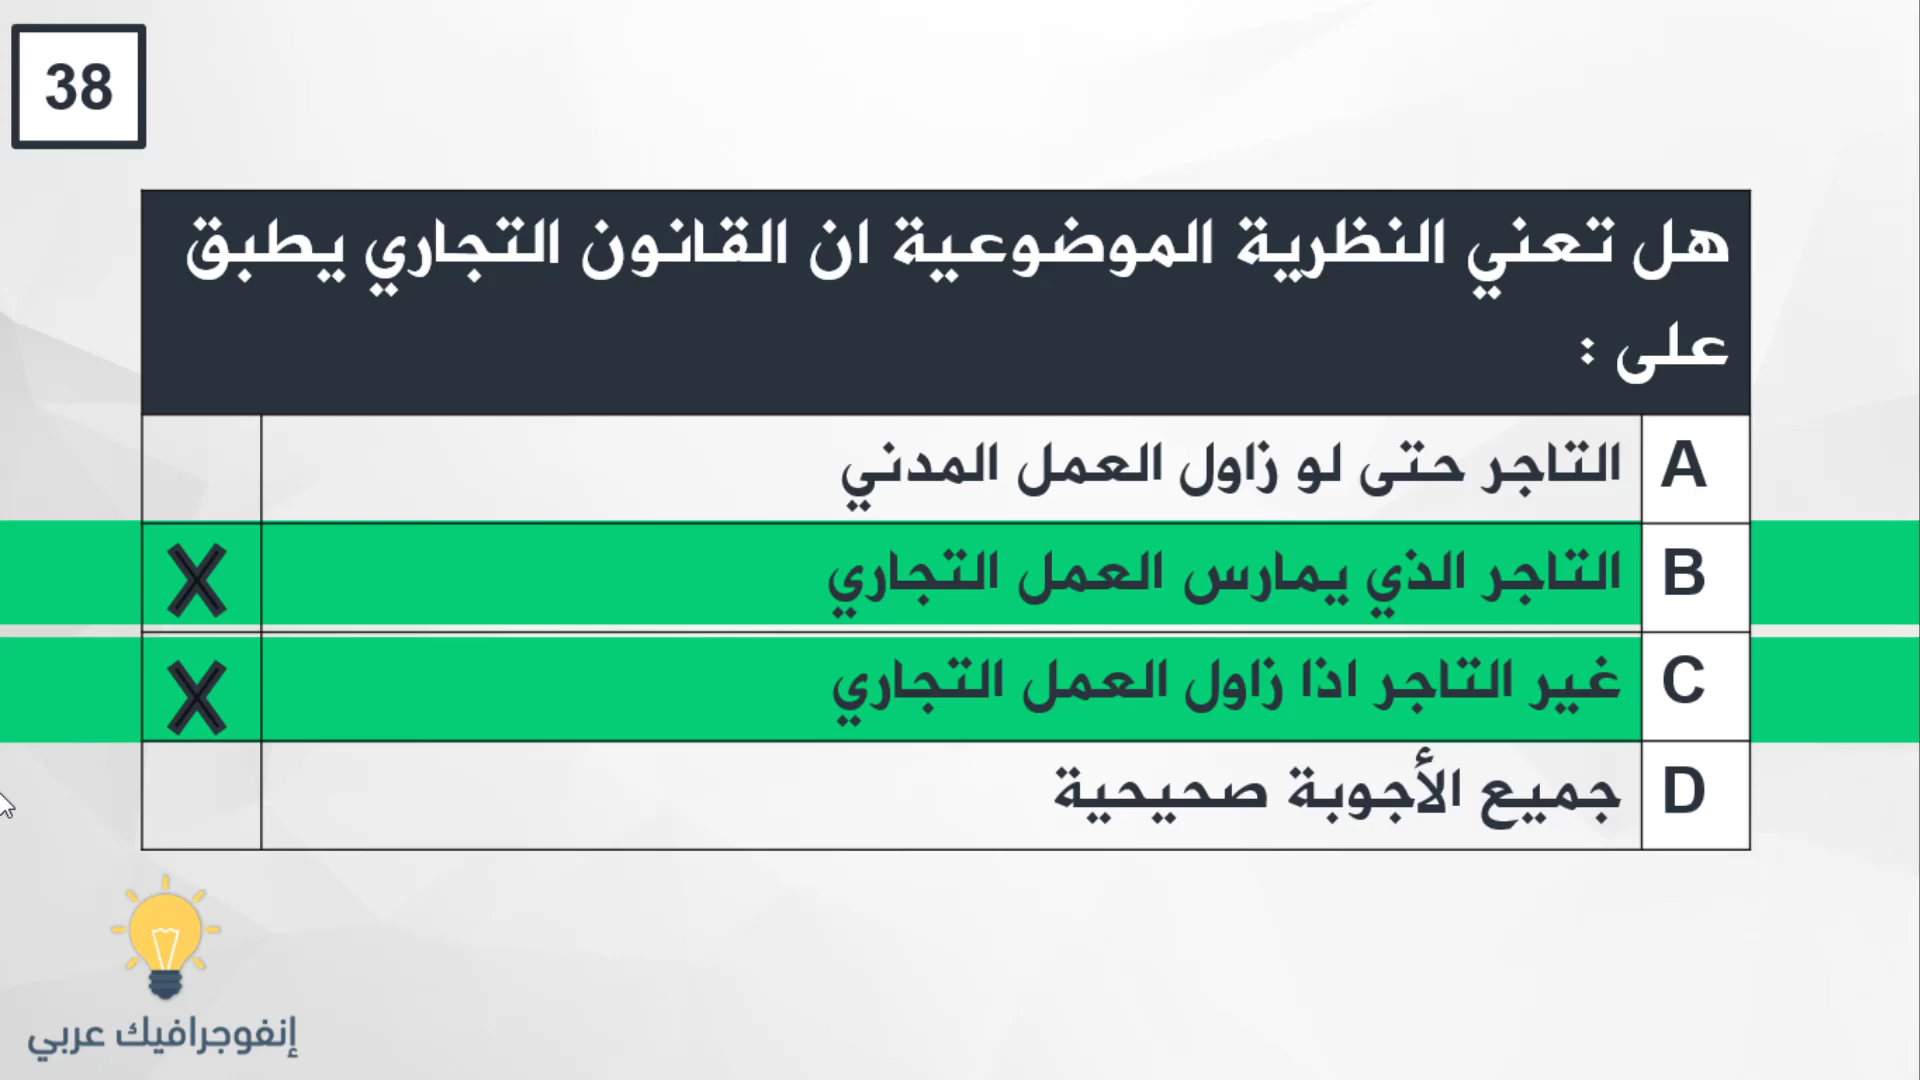 38
هل تعني النظرية الموضوعية ان القانون التجاري يطبق
على :
A التاجر حتى لو زاول العمل المدني
B التاجر الذي يمارس العمل التجاري X
C غير التاجر اذا زاول العمل التجاري X
D جميع الأجوبة صحيحية
إنفوجرافيك عربي